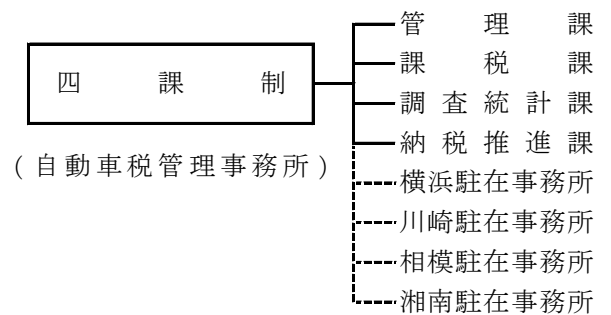 四課制
(自動車税管理事務所)
管理課
課税課
調査統計課
納税推進課
横浜駐在事務所
川崎駐在事務所
相模駐在事務所
湘南駐在事務所